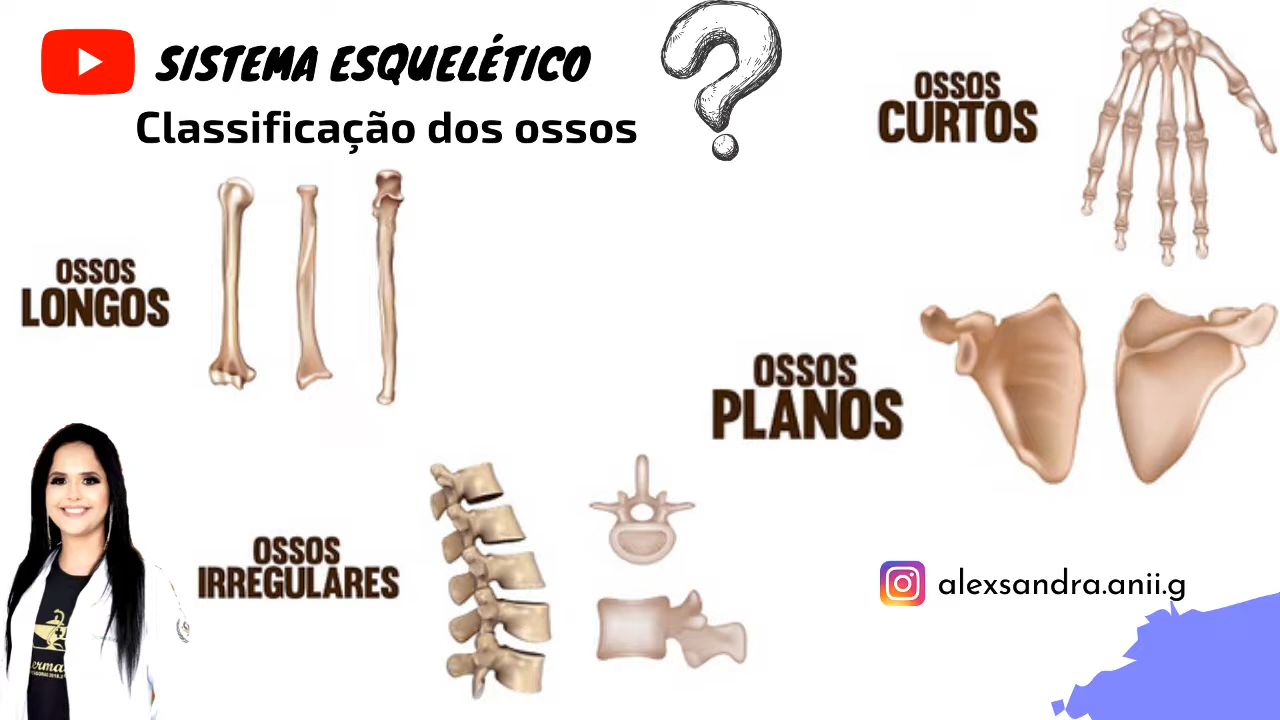 SISTEMA ESQUELÉTICO
Classificação dos ossos
OSSOS
CURTOS
OSSOS
LONGOS
OSSOS
PLANOS
OSSOS
IRREGULARES
alexsandra.anii.g